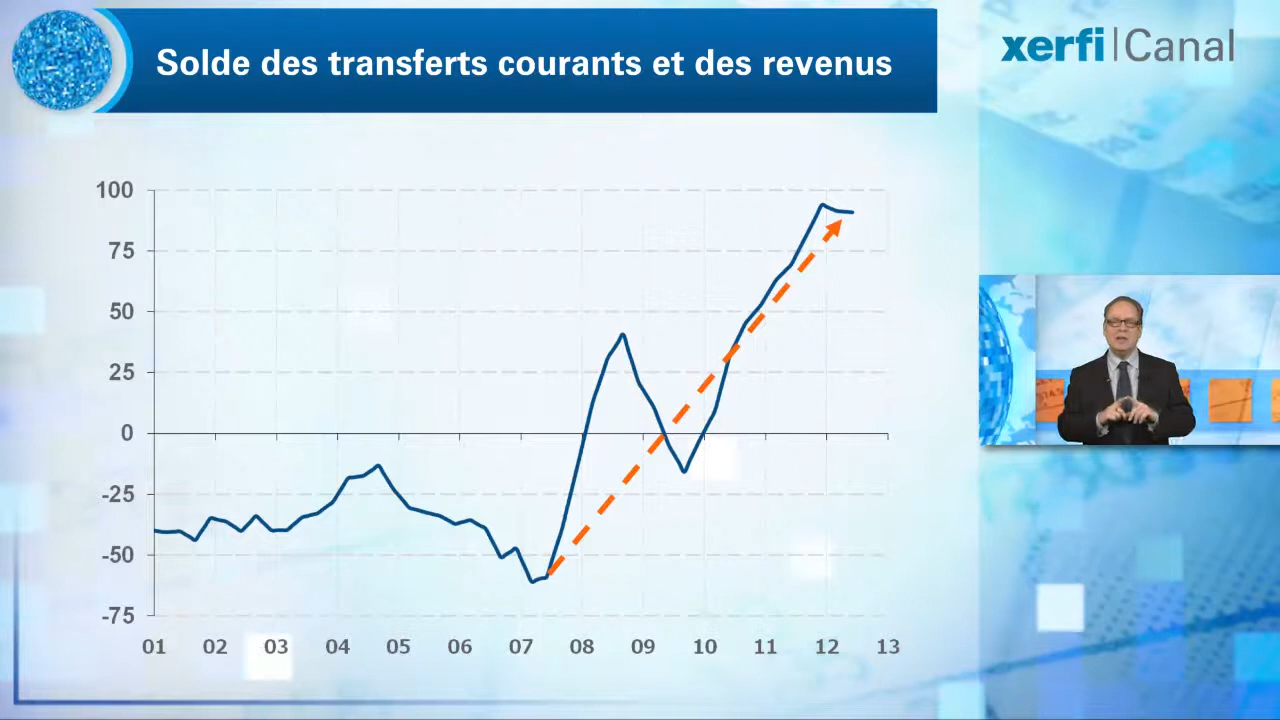 Solde des transferts courants et des revenus
xerfi | Canal
100
75
50
25
0
-25
-50
-75
01 02 03 04 05 06 07 08 09 10 11 12 13